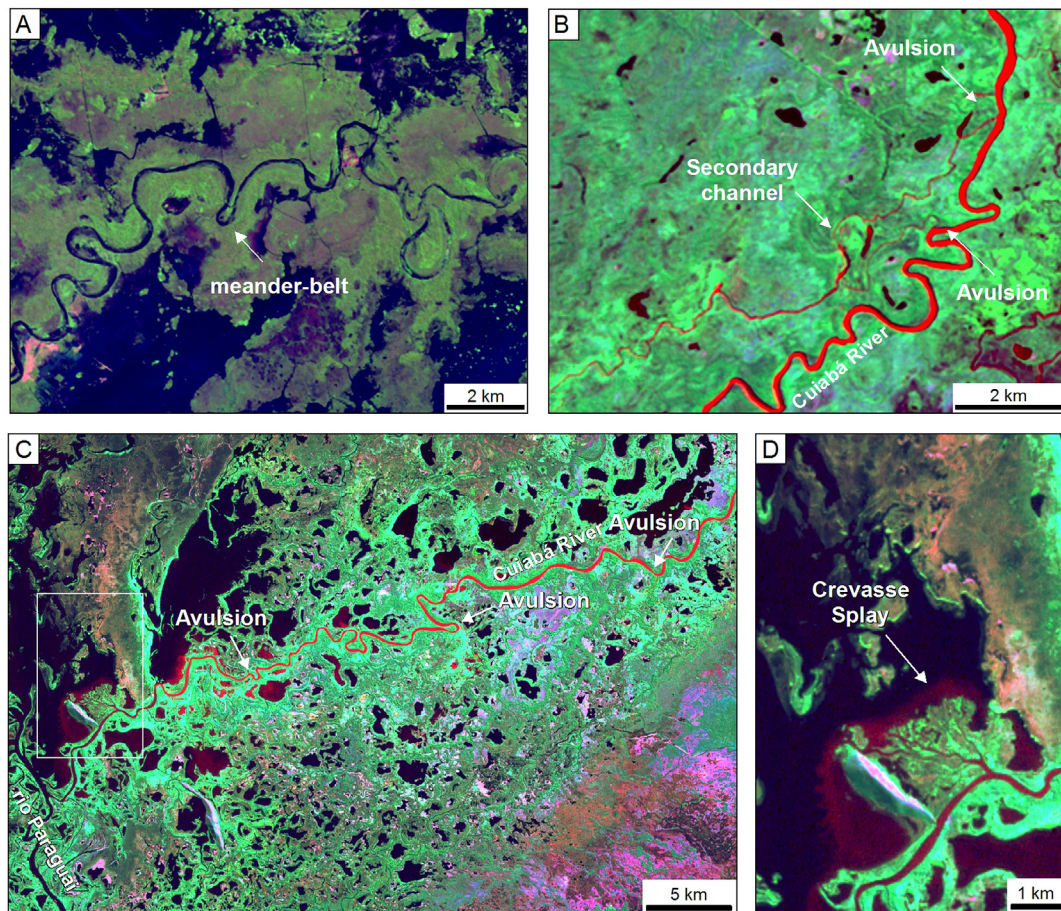 A
meander-belt
2 km
B
Avulsion
Secondary
channel
Avulsion
Cuiabá River
2 km
C
Avulsion
Cuiabá River
Avulsion
Avulsion
rio Paraguai
5 km
D
Crevasse
Splay
1 km